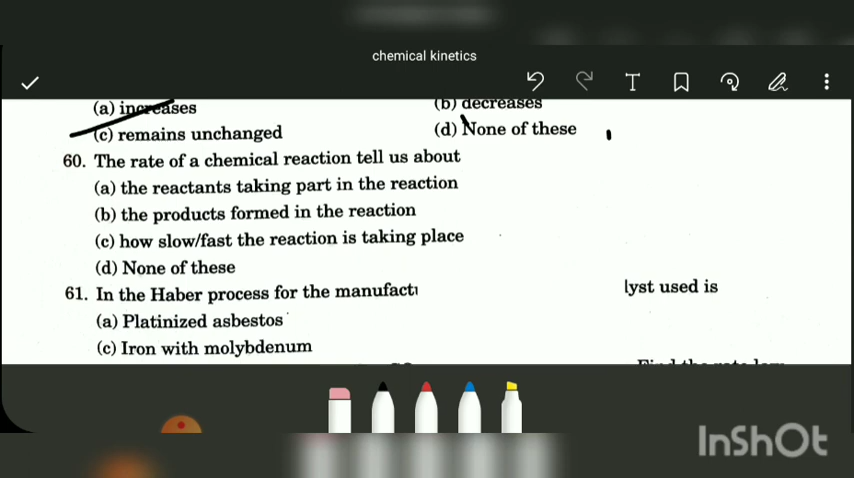 chemical kinetics
(a) increases (b) decreases
(c) remains unchanged (d) None of these
60. The rate of a chemical reaction tell us about
(a) the reactants taking part in the reaction
(b) the products formed in the reaction
(c) how slow/fast the reaction is taking place
(d) None of these
61. In the Haber process for the lyst used is
(a) Platinized asbestos
(c) Iron with molybdenum
InShOt